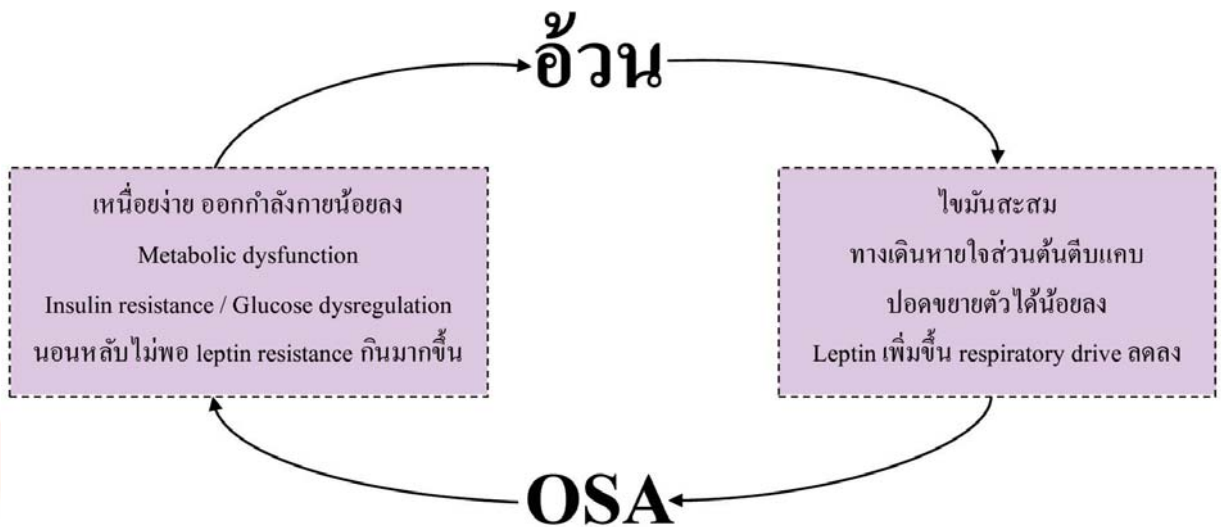 อ้วน
เหนื่อยง่าย ออกกำลังกายน้อยลง
Metabolic dysfunction
Insulin resistance / Glucose dysregulation
นอนหลับไม่พอ leptin resistance กินมากขึ้น
ไขมันสะสม
ทางเดินหายใจส่วนต้นตีบแคบ
ปอดขยายตัวได้น้อยลง
Leptin เพิ่มขึ้น respiratory drive ลดลง
OSA